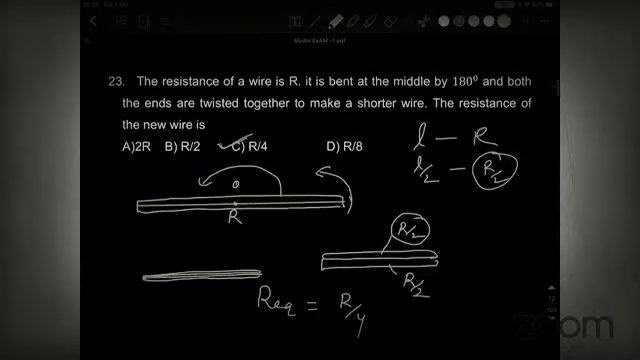 Model ExAM -1.pdf
23. The resistance of a wire is R. it is bent at the middle by 180⁰ and both
the ends are twisted together to make a shorter wire. The resistance of
the new wire is
A)2R B) R/2 C) R/4 D) R/8
l — R
l/2 — R/2
R
R/2
R/2
Req = R/4
zoom